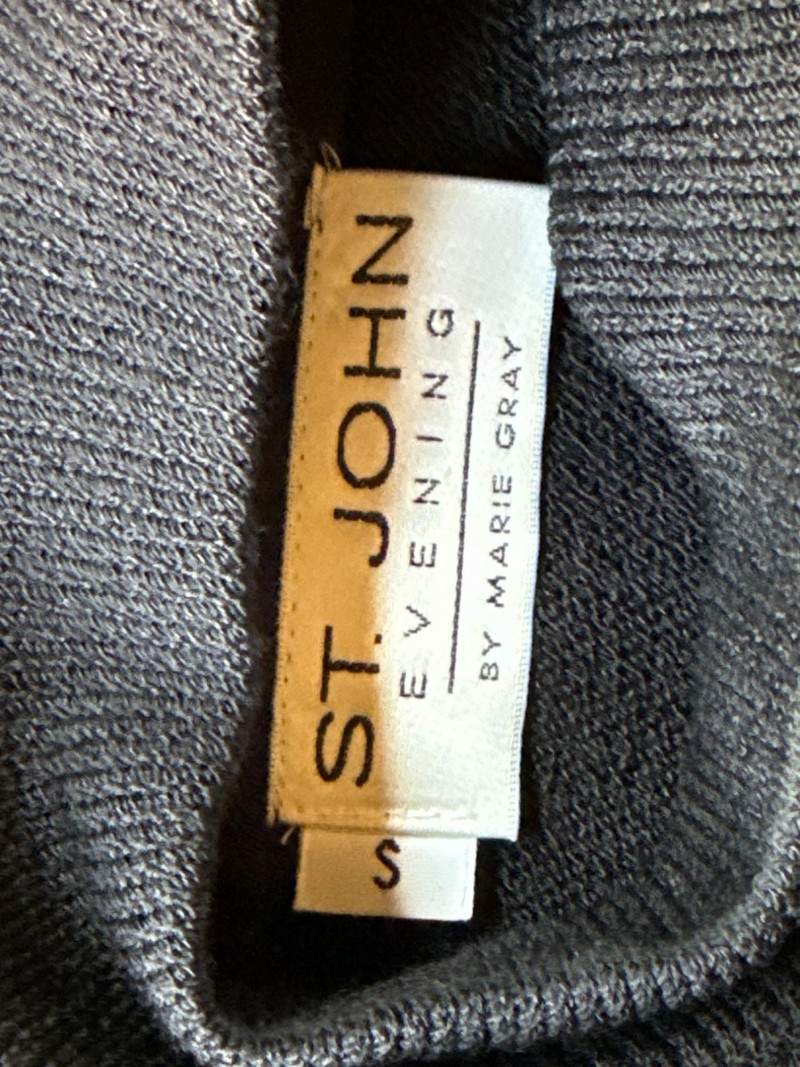 ST. JOHN
EVENING
BY MARIE GRAY
S